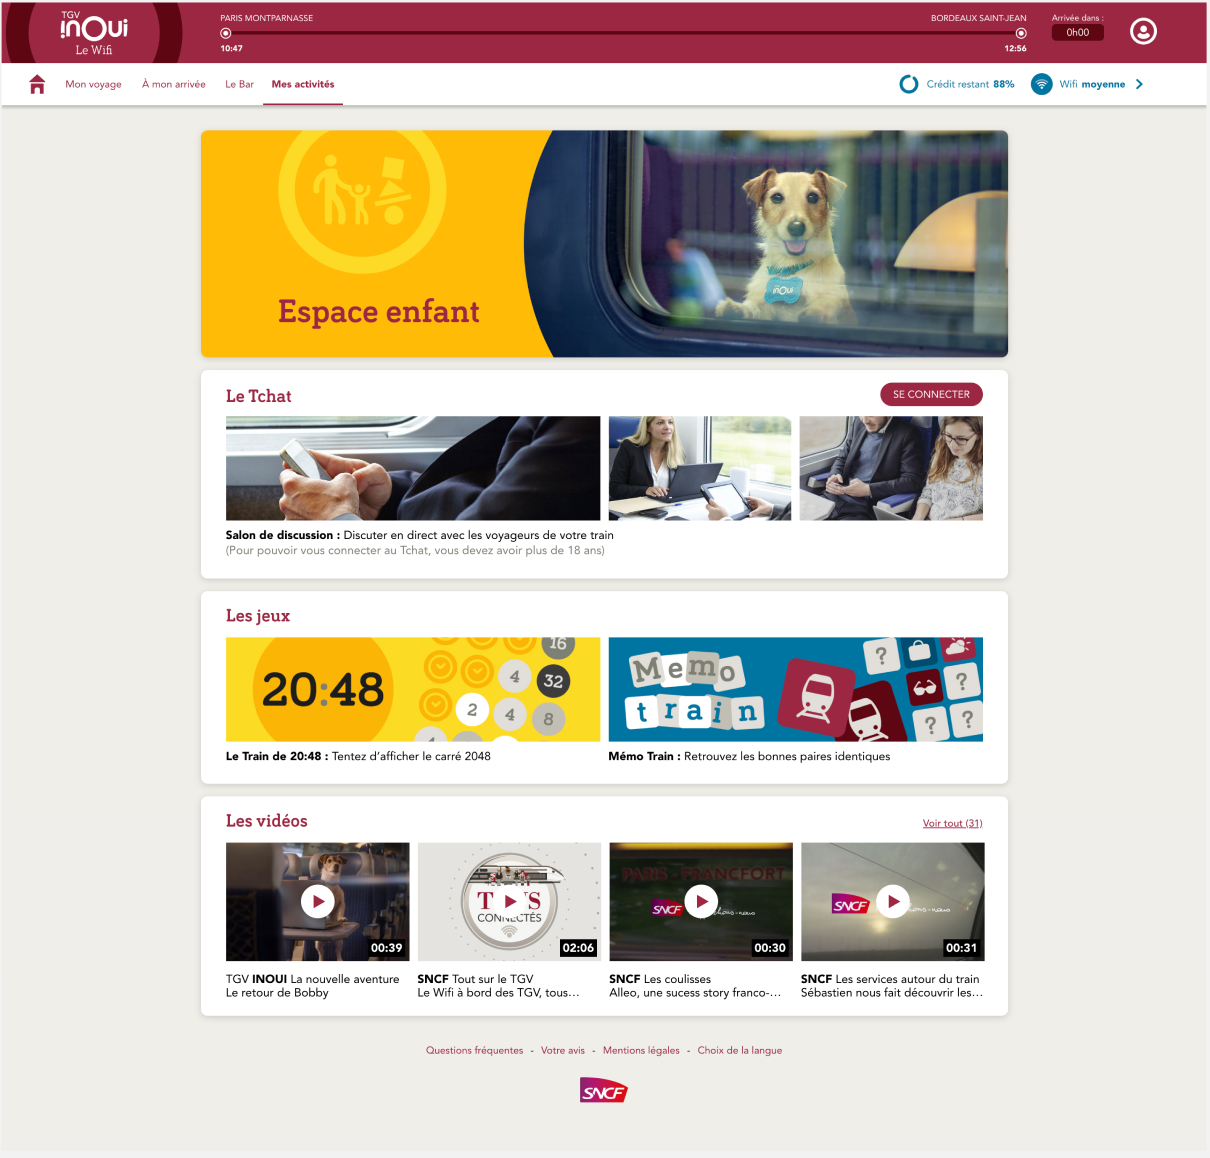 TGV
inOui
Le Wifi
PARIS MONTPARNASSE
BORDEAUX SAINT-JEAN
10:47
12:56
Arrivée dans :
0h00
Mon voyage
À mon arrivée
Le Bar
Mes activités
Crédit restant 88%
Wifi moyenne
inOui
Espace enfant
Le Tchat
SE CONNECTER
Salon de discussion : Discuter en direct avec les voyageurs de votre train
(Pour pouvoir vous connecter au Tchat, vous devez avoir plus de 18 ans)
Les jeux
20:48
16
4
32
2
4
8
4
Memo
train
?
?
?
?
Le Train de 20:48 : Tentez d'afficher le carré 2048
Mémo Train : Retrouvez les bonnes paires identiques
Les vidéos
Voir tout (31)
00:39
CONNECTÉS
02:06
PARIS - FRANCFORT
SNCF
00:30
SNCF
00:31
TGV INOUI La nouvelle aventure
Le retour de Bobby
SNCF Tout sur le TGV
Le Wifi à bord des TGV, tous...
SNCF Les coulisses
Alleo, une sucess story franco-...
SNCF Les services autour du train
Sébastien nous fait découvrir les...
Questions fréquentes - Votre avis - Mentions légales - Choix de la langue
SNCF